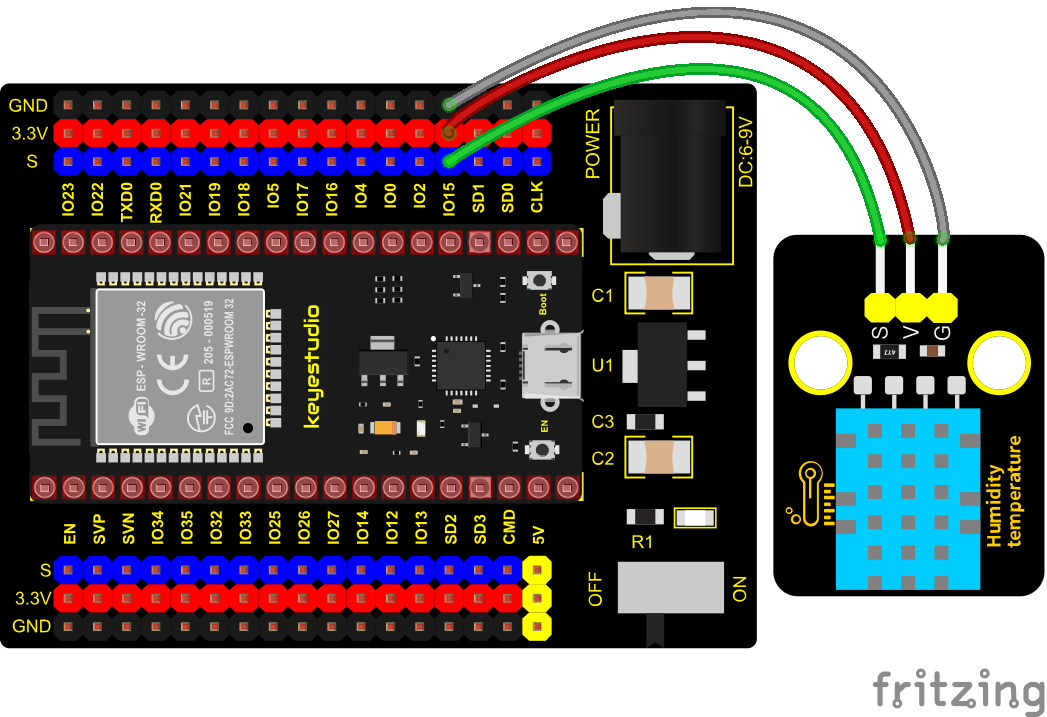 GND
3.3V
S
IO23
IO22
TXD0
RXD0
IO21
IO19
IO18
IO5
IO17
IO16
IO4
IO0
IO2
IO15
SD1
SD0
CLK
POWER
DC:6-9V
C1
U1
C3
C2
R1
OFF
ON
Boot
EN
keyestudio
ESP - WROOM-32
WiFi
CE
R
205 - 000519
FCC 9D:2AC72-ESPWROOM 32
EN
SVP
SVN
IO34
IO35
IO32
IO33
IO25
IO26
IO27
IO14
IO12
IO13
SD2
SD3
CMD
5V
S
3.3V
GND
S
V
G
472
Humidity
temperature
fritzing